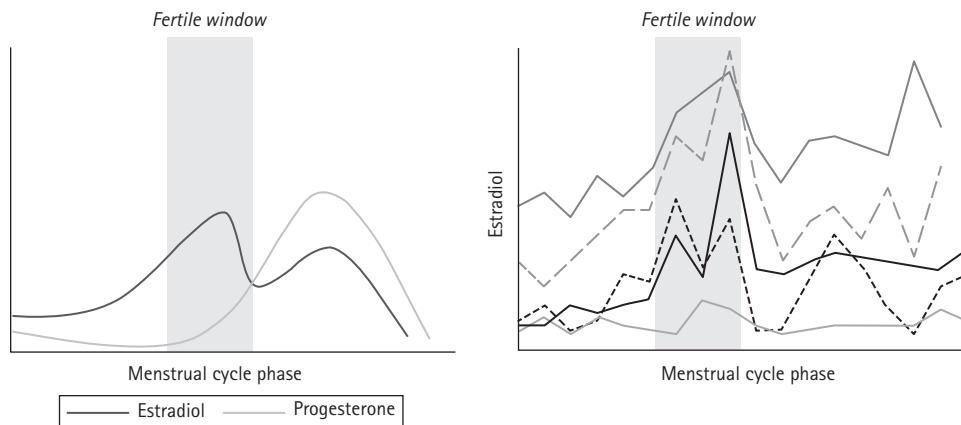 Fertile window
Menstrual cycle phase
Estradiol
Progesterone
Fertile window
Estradiol
Menstrual cycle phase